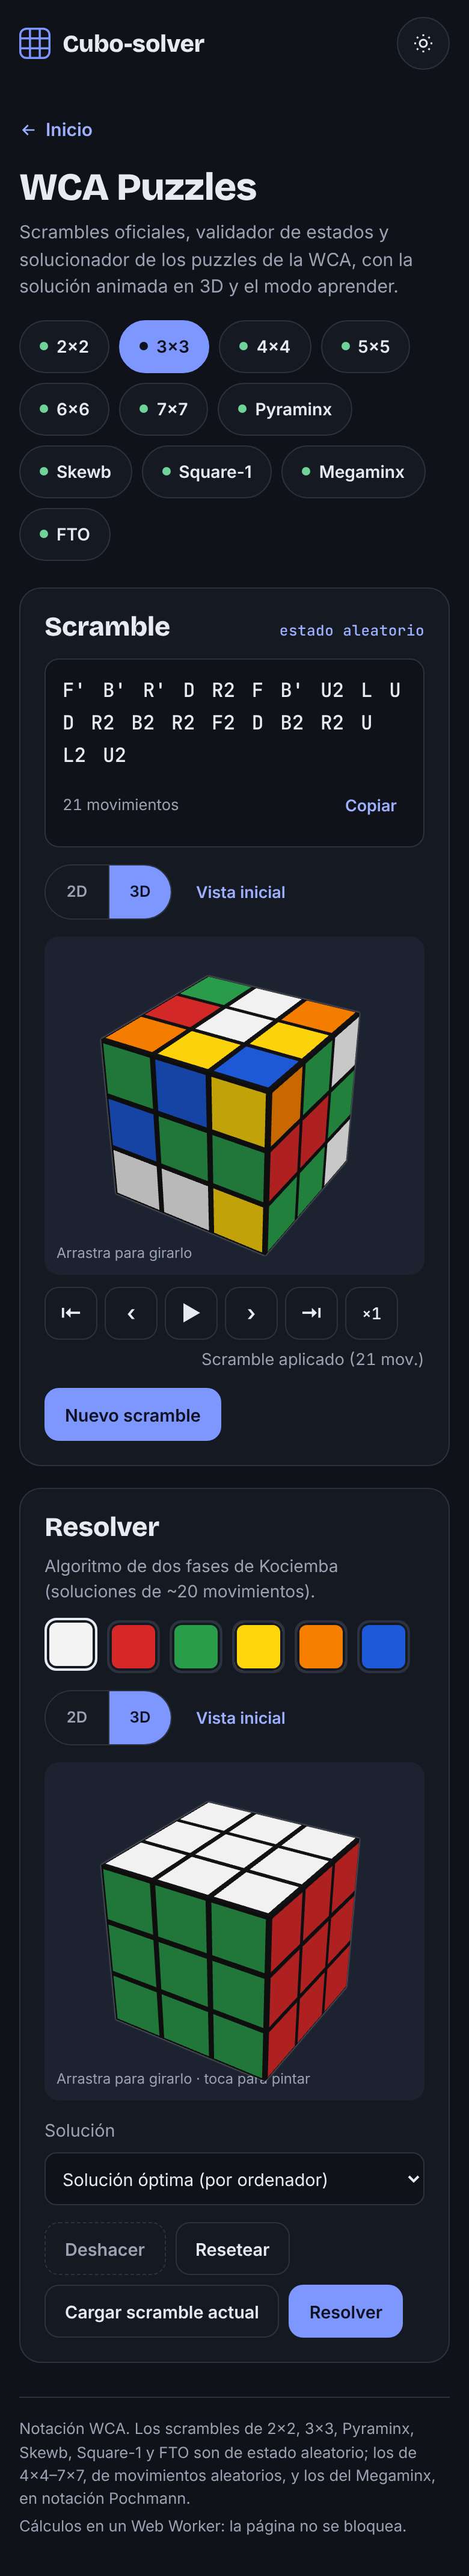 Cubo-solver
← Inicio
WCA Puzzles
Scrambles oficiales, validador de estados y
solucionador de los puzzles de la WCA, con la
solución animada en 3D y el modo aprender.
2×2
3×3
4×4
5×5
6×6
7×7
Pyraminx
Skewb
Square-1
Megaminx
FTO
Scramble
estado aleatorio
F' B' R' D R2 F B' U2 L U
D R2 B2 R2 F2 D B2 R2 U
L2 U2
21 movimientos
Copiar
2D
3D
Vista inicial
Arrastra para girarlo
×1
Scramble aplicado (21 mov.)
Nuevo scramble
Resolver
Algoritmo de dos fases de Kociemba
(soluciones de ~20 movimientos).
2D
3D
Vista inicial
Arrastra para girarlo · toca para pintar
Solución
Solución óptima (por ordenador)
Deshacer
Resetear
Cargar scramble actual
Resolver
Notación WCA. Los scrambles de 2×2, 3×3, Pyraminx,
Skewb, Square-1 y FTO son de estado aleatorio; los de
4×4–7×7, de movimientos aleatorios, y los del Megaminx,
en notación Pochmann.
Cálculos en un Web Worker: la página no se bloquea.